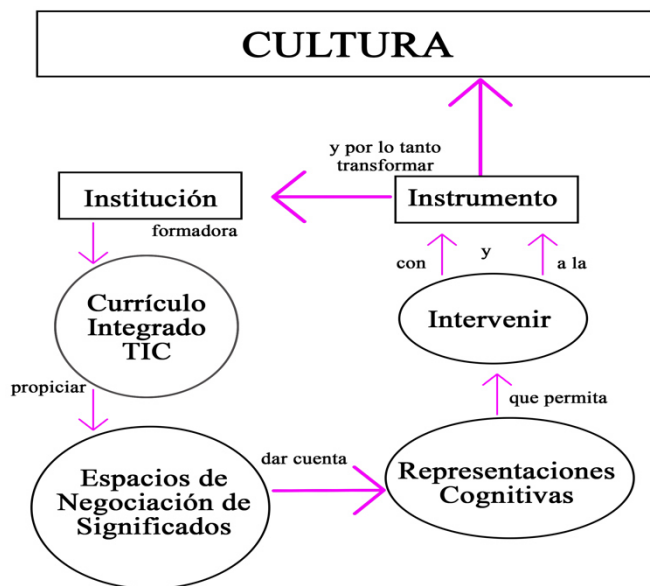 CULTURA
y por lo tanto
transformar
Institución
Instrumento
formadora
con
y
a la
Currículo
Integrado
TIC
Intervenir
propiciar
que permita
Espacios de
Negociación de
Significados
dar cuenta
Representaciones
Cognitivas